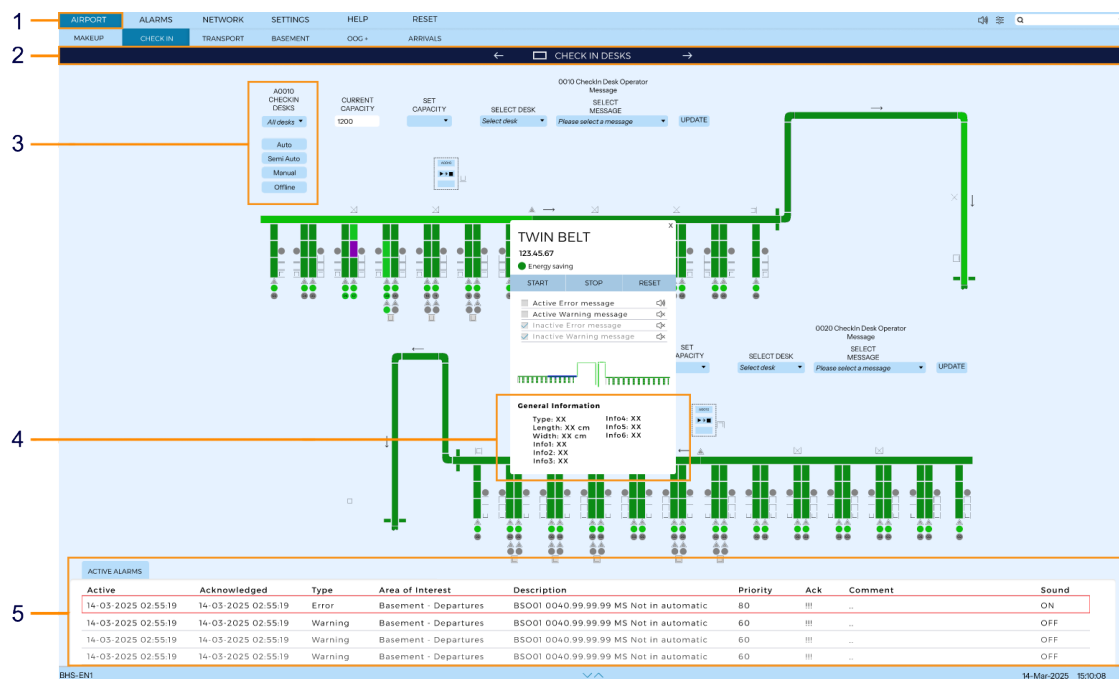 1
AIRPORT ALARMS NETWORK SETTINGS HELP RESET
MAKEUP CHECK IN TRANSPORT BASEMENT OOG + ARRIVALS
2
CHECK IN DESKS
3
A0010
CHECKIN
DESKS
All desks
Auto
Semi Auto
Manual
Offline
CURRENT
CAPACITY
1200
SET
CAPACITY
SELECT DESK
Select desk
0010 CheckIn Desk Operator
Message
SELECT
MESSAGE
Please select a message
UPDATE
TWIN BELT
X
123.45.67
Energy saving
START STOP RESET
Active Error message
Active Warning message
Inactive Error message
Inactive Warning message
0020 CheckIn Desk Operator
Message
SET
APACITY
SELECT DESK
Select desk
SELECT
MESSAGE
Please select a message
UPDATE
4
General Information
Type: XX
Length: XX cm
Width: XX cm
Info1: XX
Info2: XX
Info3: XX
Info4: XX
Info5: XX
Info6: XX
5
ACTIVE ALARMS
Active Acknowledged Type Area of Interest Description Priority Ack Comment Sound
14-03-2025 02:55:19 14-03-2025 02:55:19 Error Basement - Departures BSO01 0040.99.99.99 MS Not in automatic 80 !!! .. ON
14-03-2025 02:55:19 14-03-2025 02:55:19 Warning Basement - Departures BSO01 0040.99.99.99 MS Not in automatic 60 !!! .. OFF
14-03-2025 02:55:19 14-03-2025 02:55:19 Warning Basement - Departures BSO01 0040.99.99.99 MS Not in automatic 60 !!! .. OFF
14-03-2025 02:55:19 14-03-2025 02:55:19 Warning Basement - Departures BSO01 0040.99.99.99 MS Not in automatic 60 !!! .. OFF
BHS-EN1
14-Mar-2025 15:10:08